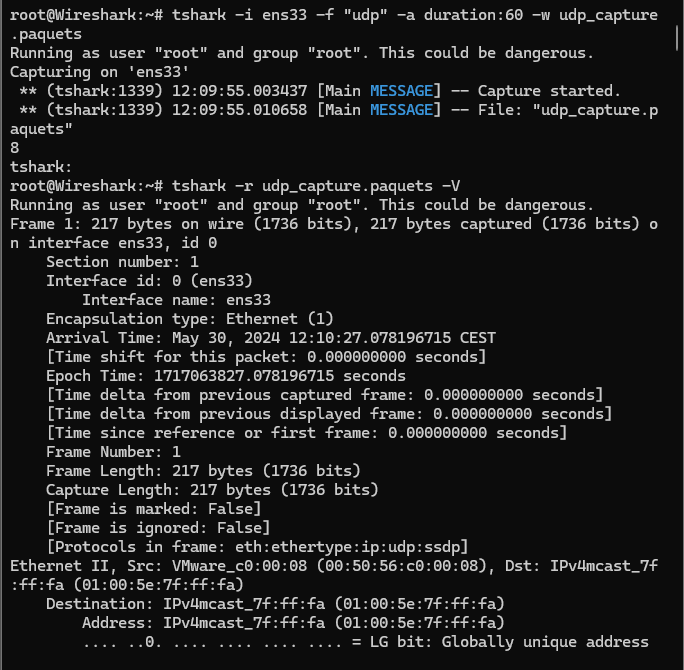 root@Wireshark:~# tshark -i ens33 -f "udp" -a duration:60 -w udp_capture
.paquets
Running as user "root" and group "root". This could be dangerous.
Capturing on 'ens33'
 ** (tshark:1339) 12:09:55.003437 [Main MESSAGE] -- Capture started.
 ** (tshark:1339) 12:09:55.010658 [Main MESSAGE] -- File: "udp_capture.p
aquets"
8
tshark:
root@Wireshark:~# tshark -r udp_capture.paquets -V
Running as user "root" and group "root". This could be dangerous.
Frame 1: 217 bytes on wire (1736 bits), 217 bytes captured (1736 bits) o
n interface ens33, id 0
    Section number: 1
    Interface id: 0 (ens33)
        Interface name: ens33
    Encapsulation type: Ethernet (1)
    Arrival Time: May 30, 2024 12:10:27.078196715 CEST
    [Time shift for this packet: 0.000000000 seconds]
    Epoch Time: 1717063827.078196715 seconds
    [Time delta from previous captured frame: 0.000000000 seconds]
    [Time delta from previous displayed frame: 0.000000000 seconds]
    [Time since reference or first frame: 0.000000000 seconds]
    Frame Number: 1
    Frame Length: 217 bytes (1736 bits)
    Capture Length: 217 bytes (1736 bits)
    [Frame is marked: False]
    [Frame is ignored: False]
    [Protocols in frame: eth:ethertype:ip:udp:ssdp]
Ethernet II, Src: VMware_c0:00:08 (00:50:56:c0:00:08), Dst: IPv4mcast_7f
:ff:fa (01:00:5e:7f:ff:fa)
    Destination: IPv4mcast_7f:ff:fa (01:00:5e:7f:ff:fa)
        Address: IPv4mcast_7f:ff:fa (01:00:5e:7f:ff:fa)
        .... ..0. .... .... .... .... = LG bit: Globally unique address